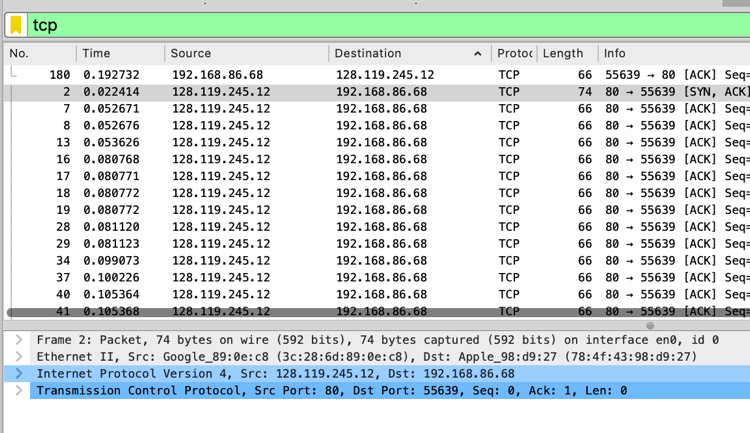 tcp
No. Time Source Destination Protoc Length Info
180 0.192732 192.168.86.68 128.119.245.12 TCP 66 55639 → 80 [ACK] Seq=
2 0.022414 128.119.245.12 192.168.86.68 TCP 74 80 → 55639 [SYN, ACK]
7 0.052671 128.119.245.12 192.168.86.68 TCP 66 80 → 55639 [ACK] Seq=
8 0.052676 128.119.245.12 192.168.86.68 TCP 66 80 → 55639 [ACK] Seq=
13 0.053626 128.119.245.12 192.168.86.68 TCP 66 80 → 55639 [ACK] Seq=
16 0.080768 128.119.245.12 192.168.86.68 TCP 66 80 → 55639 [ACK] Seq=
17 0.080771 128.119.245.12 192.168.86.68 TCP 66 80 → 55639 [ACK] Seq=
18 0.080772 128.119.245.12 192.168.86.68 TCP 66 80 → 55639 [ACK] Seq=
19 0.080772 128.119.245.12 192.168.86.68 TCP 66 80 → 55639 [ACK] Seq=
28 0.081120 128.119.245.12 192.168.86.68 TCP 66 80 → 55639 [ACK] Seq=
29 0.081123 128.119.245.12 192.168.86.68 TCP 66 80 → 55639 [ACK] Seq=
34 0.099073 128.119.245.12 192.168.86.68 TCP 66 80 → 55639 [ACK] Seq=
37 0.100226 128.119.245.12 192.168.86.68 TCP 66 80 → 55639 [ACK] Seq=
40 0.105364 128.119.245.12 192.168.86.68 TCP 66 80 → 55639 [ACK] Seq=
41 0.105368 128.119.245.12 192.168.86.68 TCP 66 80 → 55639 [ACK] Seq=
Frame 2: Packet, 74 bytes on wire (592 bits), 74 bytes captured (592 bits) on interface en0, id 0
Ethernet II, Src: Google_89:0e:c8 (3c:28:6d:89:0e:c8), Dst: Apple_98:d9:27 (78:4f:43:98:d9:27)
Internet Protocol Version 4, Src: 128.119.245.12, Dst: 192.168.86.68
Transmission Control Protocol, Src Port: 80, Dst Port: 55639, Seq: 0, Ack: 1, Len: 0